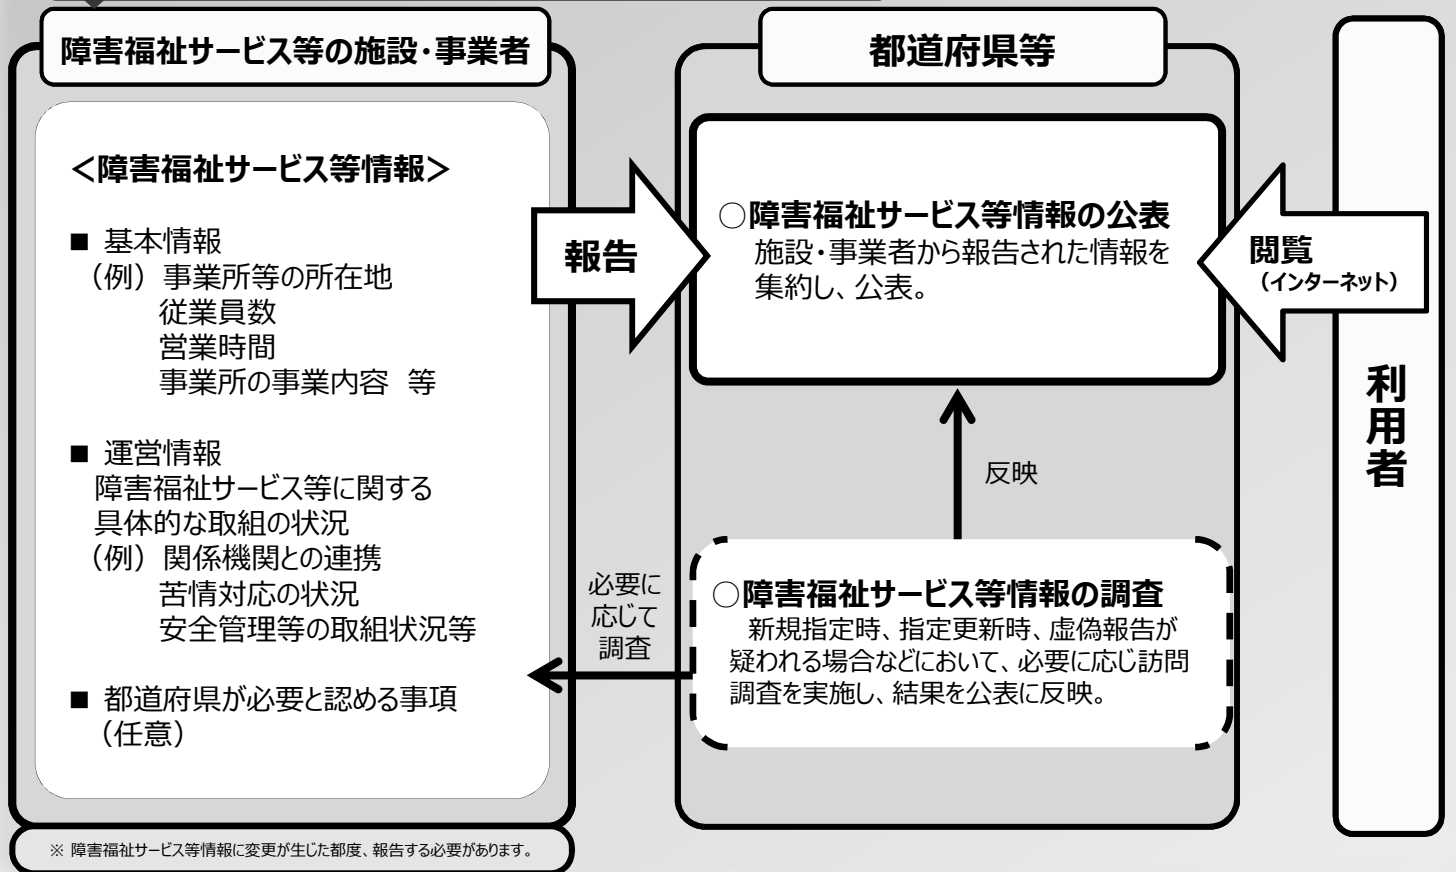 障害福祉サービス等の施設・事業者
<障害福祉サービス等情報>
■ 基本情報
(例)事業所等の所在地
従業員数
営業時間
事業所の事業内容 等
■ 運営情報
障害福祉サービス等に関する
具体的な取組の状況
(例)関係機関との連携
苦情対応の状況
安全管理等の取組状況等
■ 都道府県が必要と認める事項
(任意)
※ 障害福祉サービス等情報に変更が生じた都度、報告する必要があります。
報告
必要に
応じて
調査
都道府県等
○障害福祉サービス等情報の公表
施設・事業者から報告された情報を
集約し、公表。
反映
○障害福祉サービス等情報の調査
新規指定時、指定更新時、虚偽報告が
疑われる場合などにおいて、必要に応じ訪問
調査を実施し、結果を公表に反映。
閲覧
(インターネット)
利用者